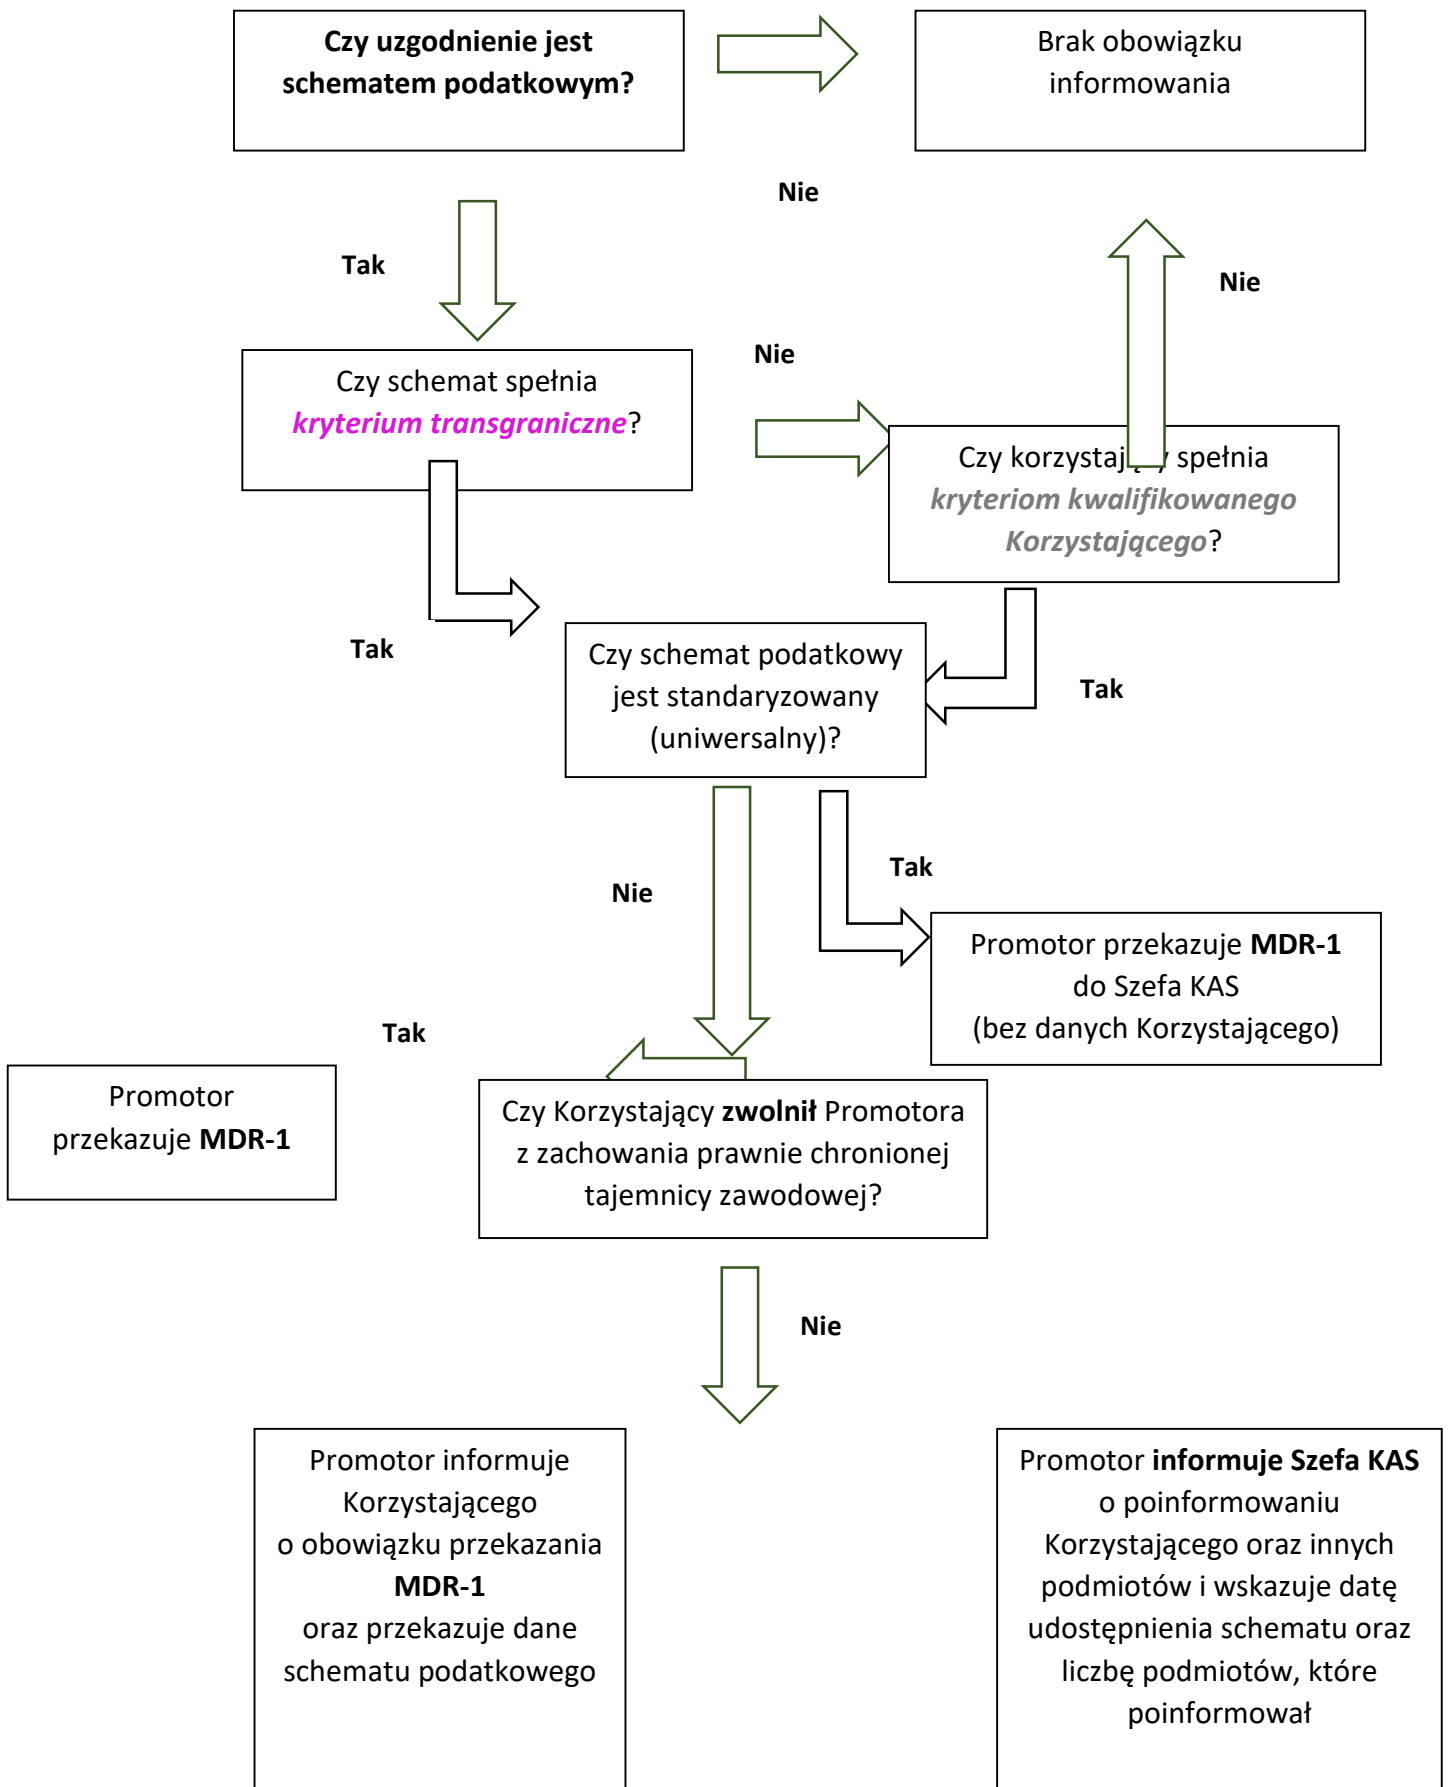 Czy uzgodnienie jest
schematem podatkowym?
Brak obowiązku
informowania
Nie
Tak
Nie
Czy schemat spełnia
kryterium transgraniczne?
Nie
Czy korzystający spełnia
kryteriom kwalifikowanego
Korzystającego?
Tak
Czy schemat podatkowy
jest standaryzowany
(uniwersalny)?
Tak
Nie
Tak
Promotor przekazuje MDR-1
do Szefa KAS
(bez danych Korzystającego)
Tak
Promotor
przekazuje MDR-1
Czy Korzystający zwolnił Promotora
z zachowania prawnie chronionej
tajemnicy zawodowej?
Nie
Promotor informuje
Korzystającego
o obowiązku przekazania
MDR-1
oraz przekazuje dane
schematu podatkowego
Promotor informuje Szefa KAS
o poinformowaniu
Korzystającego oraz innych
podmiotów i wskazuje datę
udostępnienia schematu oraz
liczbę podmiotów, które
poinformował